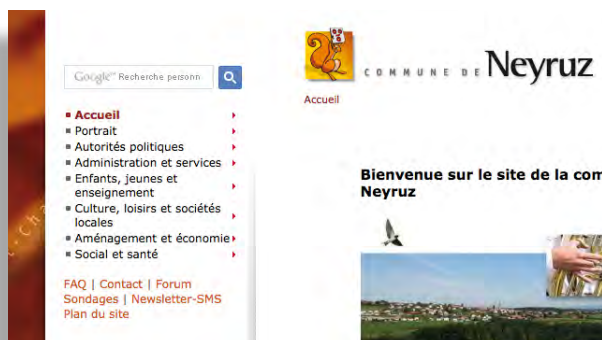 Google™ Recherche personn
Accueil
Portrait
Autorités politiques
Administration et services
Enfants, jeunes et
enseignement
Culture, loisirs et sociétés
locales
Aménagement et économie
Social et santé
FAQ | Contact | Forum
Sondages | Newsletter-SMS
Plan du site
COMMUNE DE Neyruz
Accueil
Bienvenue sur le site de la com
Neyruz